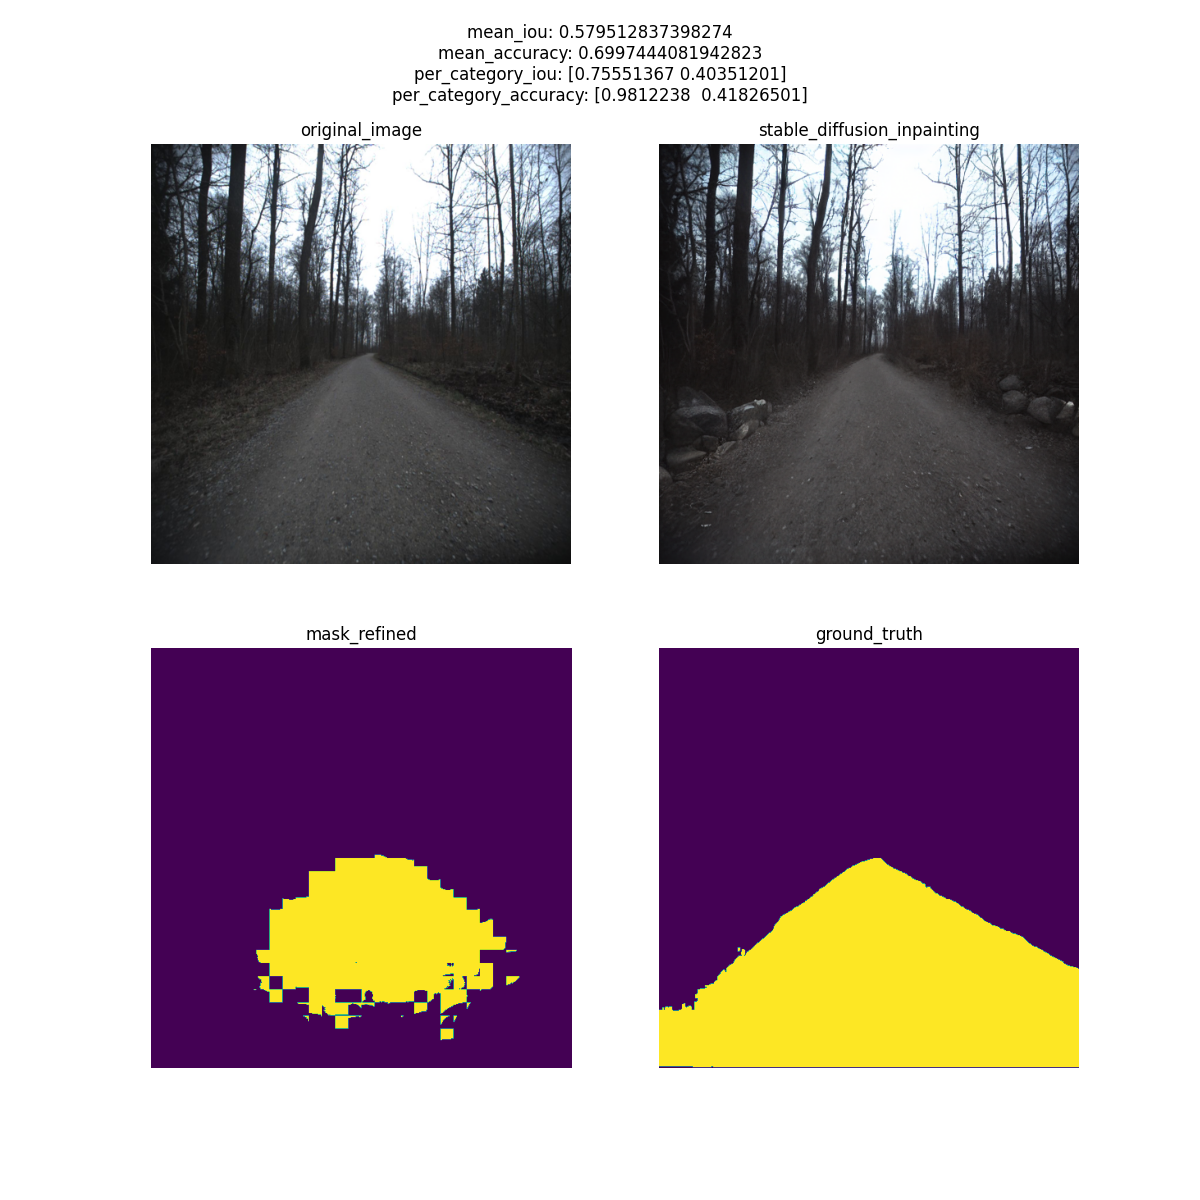 mean_iou: 0.579512837398274
mean_accuracy: 0.6997444081942823
per_category_iou: [0.75551367 0.40351201]
per_category_accuracy: [0.9812238  0.41826501]
original_image
stable_diffusion_inpainting
mask_refined
ground_truth